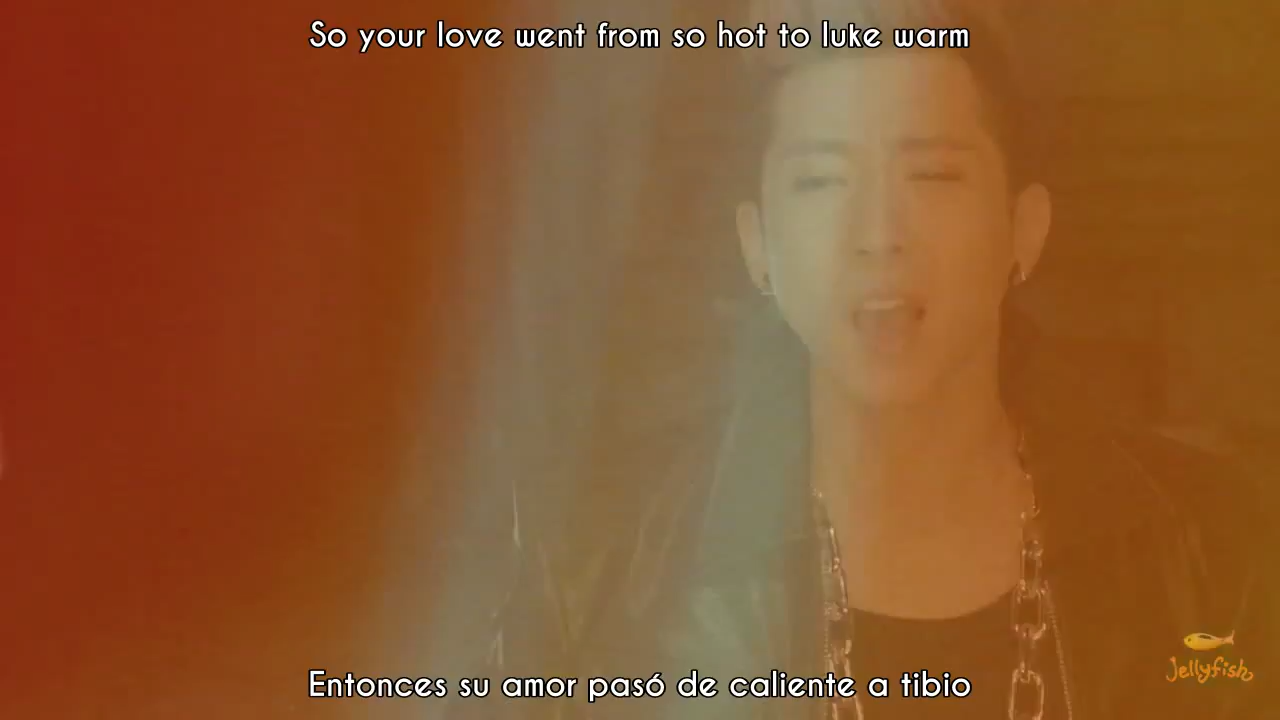 So your love went from so hot to luke warm
Entonces su amor pasó de caliente a tibio
Jellyfish